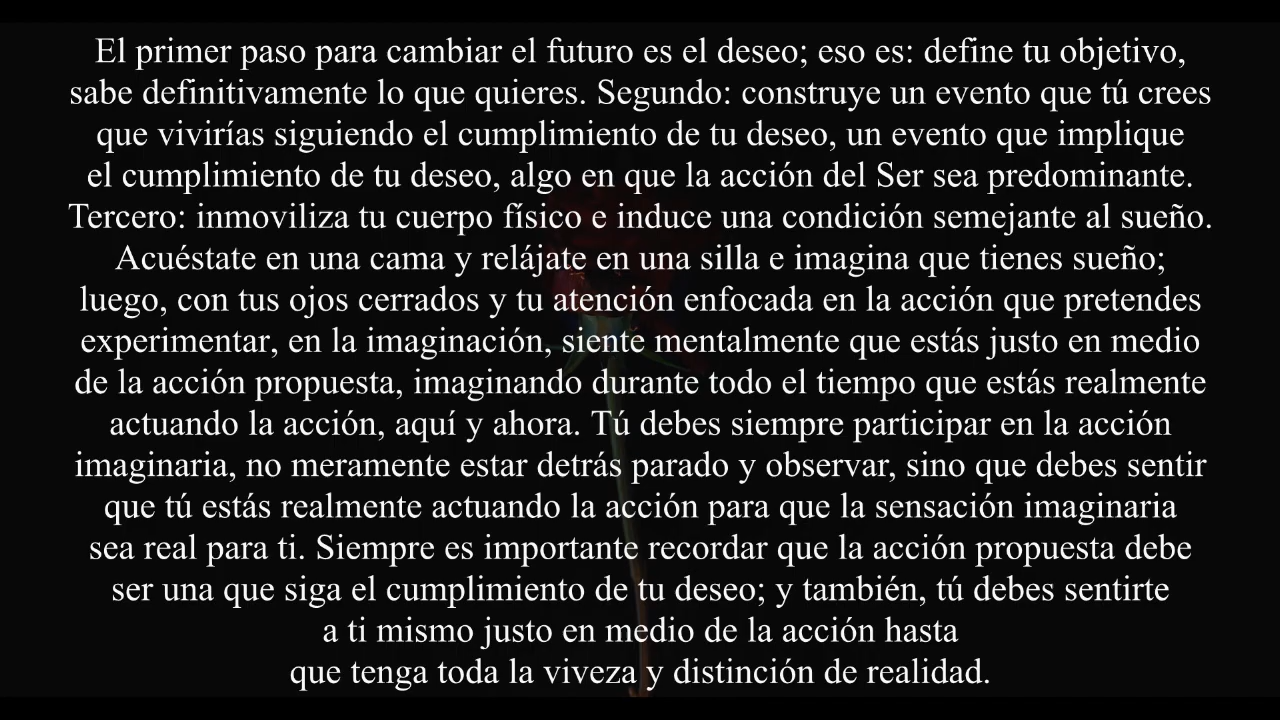 El primer paso para cambiar el futuro es el deseo; eso es: define tu objetivo,
sabe definitivamente lo que quieres. Segundo: construye un evento que tú crees
que vivirías siguiendo el cumplimiento de tu deseo, un evento que implique
el cumplimiento de tu deseo, algo en que la acción del Ser sea predominante.
Tercero: inmoviliza tu cuerpo físico e induce una condición semejante al sueño.
Acuéstate en una cama y relájate en una silla e imagina que tienes sueño;
luego, con tus ojos cerrados y tu atención enfocada en la acción que pretendes
experimentar, en la imaginación, siente mentalmente que estás justo en medio
de la acción propuesta, imaginando durante todo el tiempo que estás realmente
actuando la acción, aquí y ahora. Tú debes siempre participar en la acción
imaginaria, no meramente estar detrás parado y observar, sino que debes sentir
que tú estás realmente actuando la acción para que la sensación imaginaria
sea real para ti. Siempre es importante recordar que la acción propuesta debe
ser una que siga el cumplimiento de tu deseo; y también, tú debes sentirte
a ti mismo justo en medio de la acción hasta
que tenga toda la viveza y distinción de realidad.